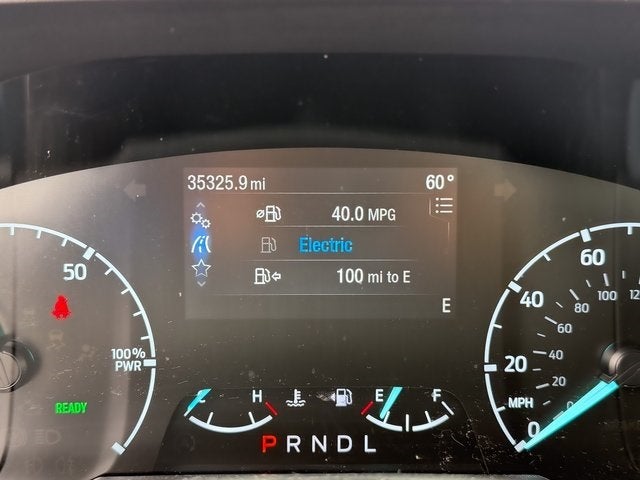 35325.9 mi 60°
40.0 MPG
Electric
100 mi to E
E
50
100%
PWR
READY
H E F
P R N D L
60
40
20
0
MPH
100
80
60
40
20